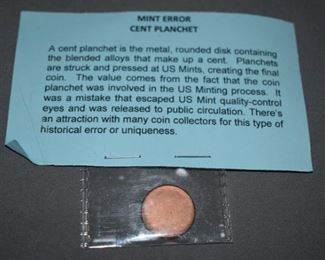 MINT ERROR
CENT PLANCHET
A cent planchet is the metal, rounded disk containing
the blended alloys that make up a cent. Planchets
are struck and pressed at US Mints, creating the final
coin. The value comes from the fact that the coin
planchet was involved in the US Minting process. It
was a mistake that escaped US Mint quality-control
eyes and was released to public circulation. There's
an attraction with many coin collectors for this type of
historical error or uniqueness.